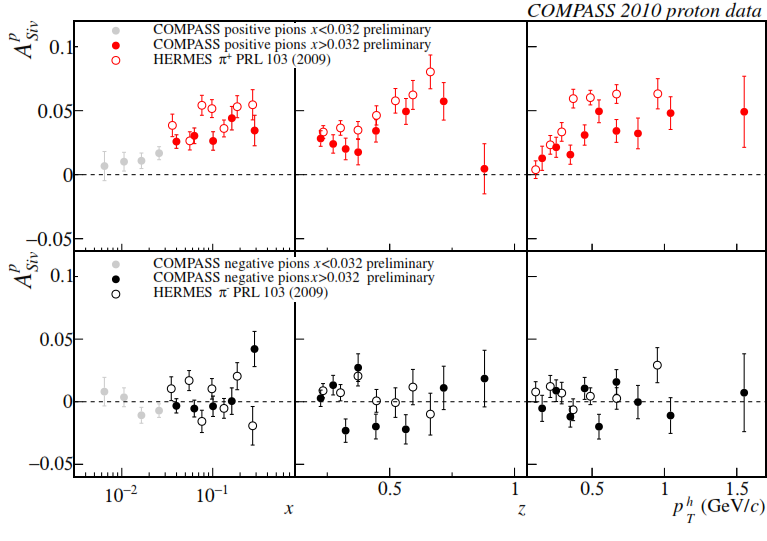 COMPASS 2010 proton data
A^p_Siv
COMPASS positive pions x<0.032 preliminary
COMPASS positive pions x>0.032 preliminary
HERMES π⁺ PRL 103 (2009)
0.1
0.05
0
−0.05
A^p_Siv
COMPASS negative pions x<0.032 preliminary
COMPASS negative pions x>0.032 preliminary
HERMES π⁻ PRL 103 (2009)
0.1
0.05
0
−0.05
10⁻² 10⁻¹ 0.5 1 0.5 1 1.5
x z p_T^h (GeV/c)